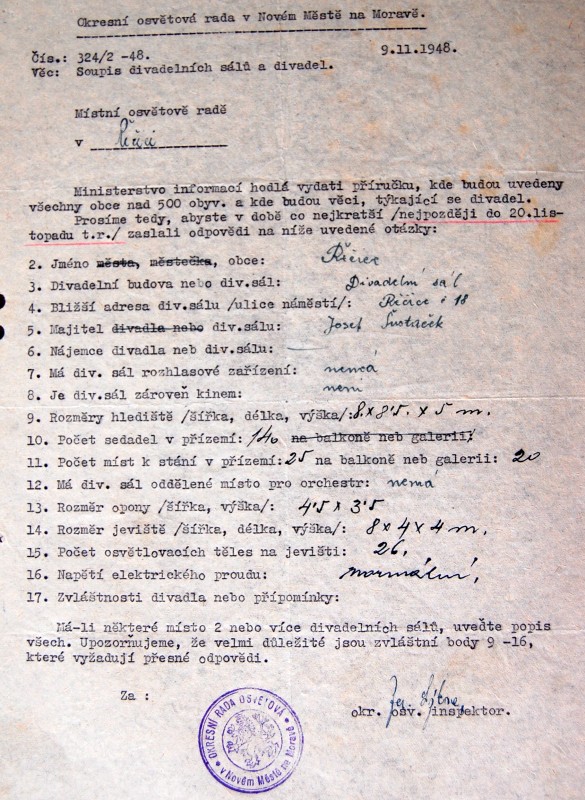 Okresní osvětová rada v Novém Městě na Moravě.
Čís.: 324/2 -48. 9.11.1948.
Věc: Soupis divadelních sálů a divadel.
Místní osvětové radě
v
Ministerstvo informací hodlá vydati příručku, kde budou uvedeny
všechny obce nad 500 obyv. a kde budou věci, týkající se divadel.
Prosíme tedy, abyste v době co nejkratší /nejpozději do 20.lis-
topadu t.r./ zaslali odpovědi na níže uvedené otázky:
2. Jméno města, městečka, obce: Řečice
3. Divadelní budova nebo div.sál: Divadelní sál
4. Bližší adresa div.sálu /ulice náměstí/: Řečice č 18
5. Majitel divadla nebo div.sálu: Josef
6. Nájemce divadla neb div.sálu: —
7. Má div. sál rozhlasové zařízení: nemá
8. Je div.sál zároveň kinem: není
9. Rozměry hlediště /šířka, délka, výška/: 8 x 8'5 x 5 m.
10. Počet sedadel v přízemí: 140 na balkoně neb galerii:
11. Počet míst k stání v přízemí: 25 na balkoně neb galerii: 20
12. Má div. sál oddělené místo pro orchestr: nemá
13. Rozměr opony /šířka, výška/: 4'5 x 3'5
14. Rozměr jeviště /šířka, délka, výška/: 8 x 4 x 4 m.
15. Počet osvětlovacích těles na jevišti: 26.
16. Napětí elektrického proudu: normální.
17. Zvláštnosti divadla nebo přípomínky:
Má-li některé místo 2 nebo více divadelních sálů, uveďte popis
všech. Upozorňujeme, že velmi důležité jsou zvláštní body 9 -16,
které vyžadují přesné odpovědi.
Za :
okr. osv. inspektor.
OKRESNÍ RADA OSVĚTOVÁ
v Novém Městě na Moravě